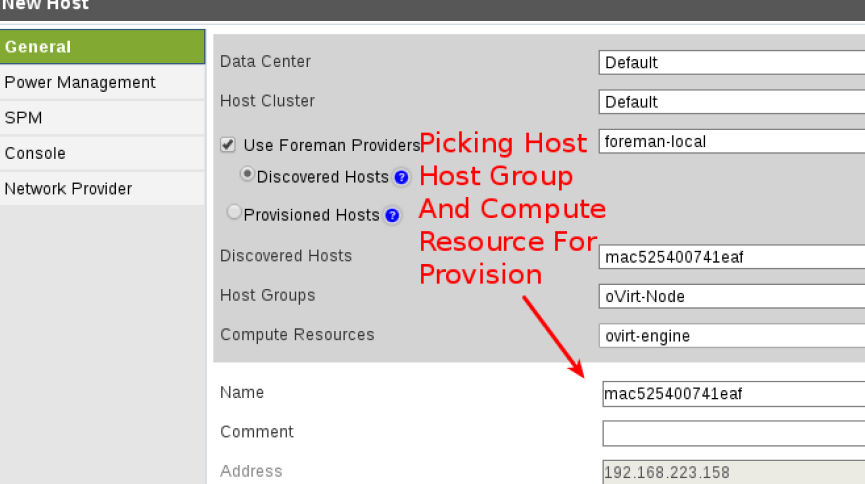 New Host
General
Power Management
SPM
Console
Network Provider
Data Center
Default
Host Cluster
Default
Use Foreman Providers
foreman-local
Discovered Hosts ?
Provisioned Hosts ?
Picking Host
Host Group
And Compute
Resource For
Provision
Discovered Hosts
mac525400741eaf
Host Groups
oVirt-Node
Compute Resources
ovirt-engine
Name
mac525400741eaf
Comment
Address
192.168.223.158